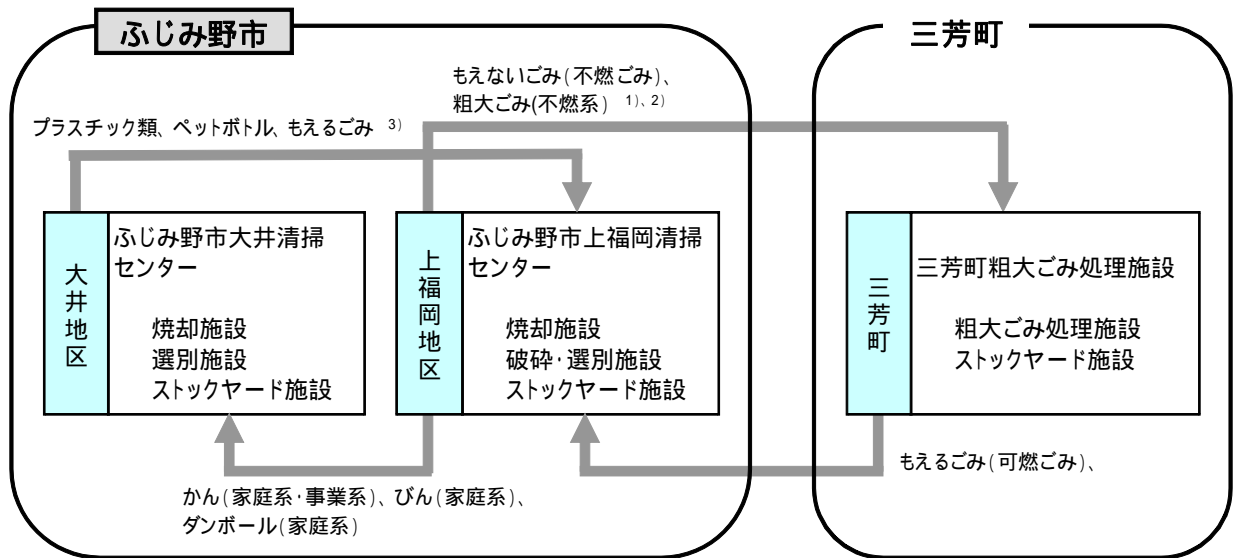 ふじみ野市
三芳町
もえないごみ(不燃ごみ)、
粗大ごみ(不燃系) 1)、2)
プラスチック類、ペットボトル、もえるごみ 3)
大井地区
ふじみ野市大井清掃
センター
焼却施設
選別施設
ストックヤード施設
上福岡地区
ふじみ野市上福岡清掃
センター
焼却施設
破砕・選別施設
ストックヤード施設
三芳町
三芳町粗大ごみ処理施設
粗大ごみ処理施設
ストックヤード施設
かん(家庭系・事業系)、びん(家庭系)、
ダンボール(家庭系)
もえるごみ(可燃ごみ)、